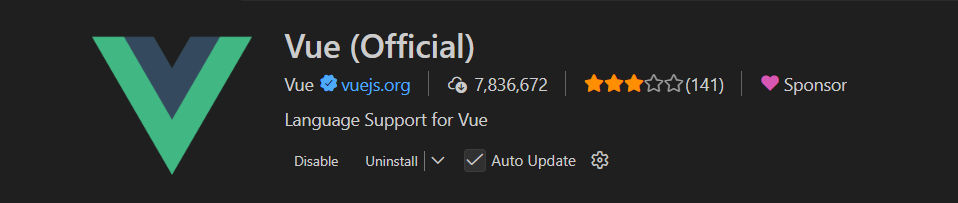 Vue (Official)
Vue vuejs.org 7,836,672 (141) Sponsor
Language Support for Vue
Disable Uninstall Auto Update